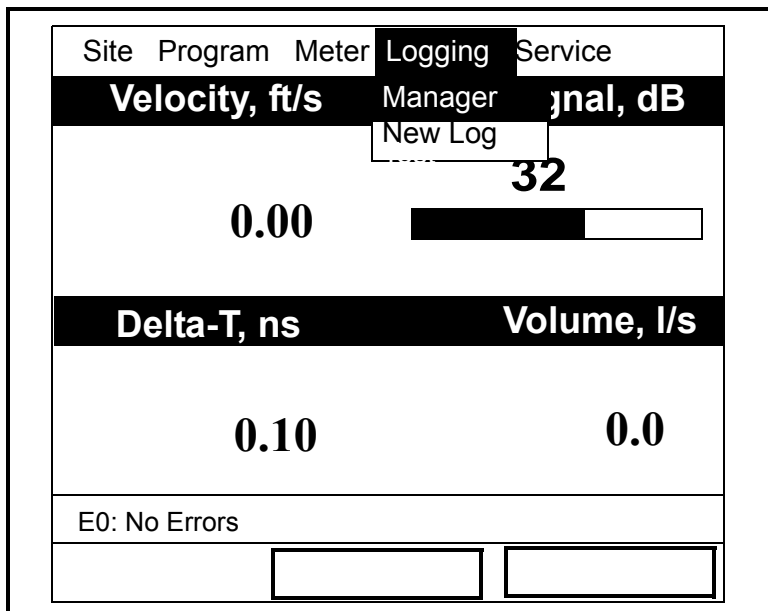 Site Program Meter Logging Service
Velocity, ft/s gnal, dB
Manager
New Log
32
0.00
Delta-T, ns Volume, l/s
0.10 0.0
E0: No Errors